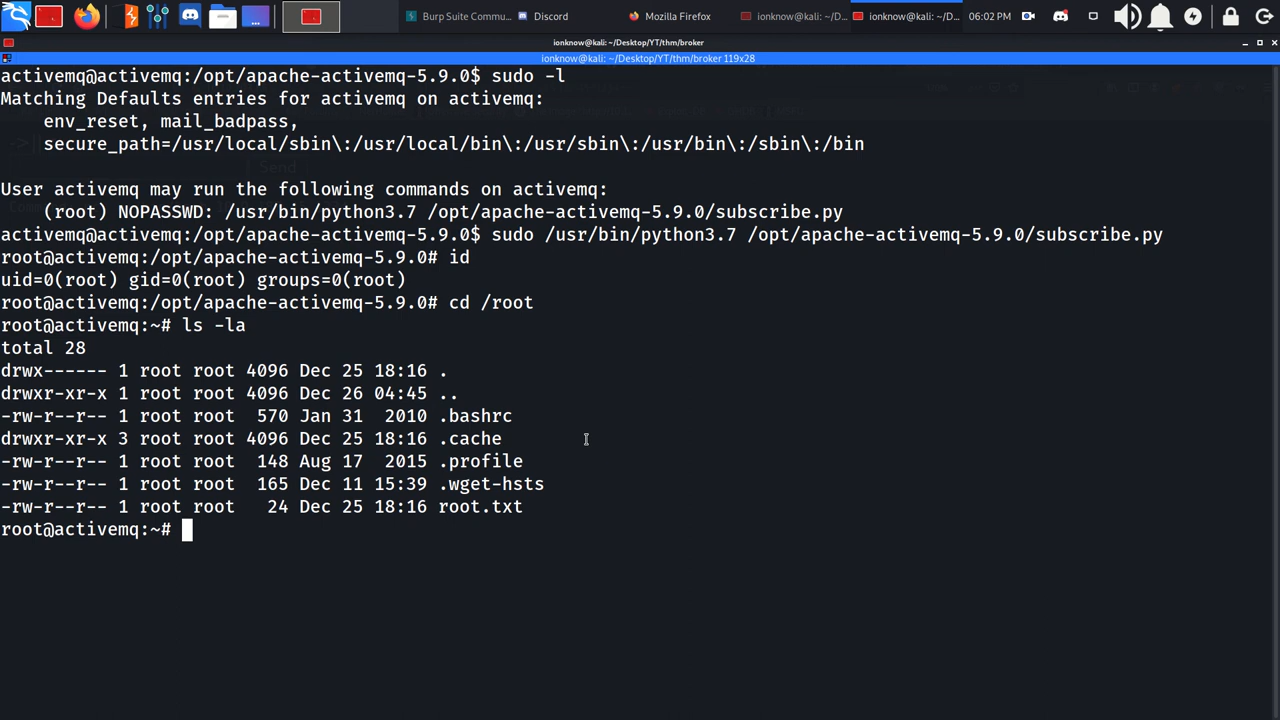 Burp Suite Commu...
Discord
Mozilla Firefox
ionknow@kali: ~/D...
ionknow@kali: ~/D...
06:02 PM
ionknow@kali: ~/Desktop/YT/thm/broker
ionknow@kali: ~/Desktop/YT/thm/broker 119x28
activemq@activemq:/opt/apache-activemq-5.9.0$ sudo -l
Matching Defaults entries for activemq on activemq:
    env_reset, mail_badpass,
    secure_path=/usr/local/sbin\:/usr/local/bin\:/usr/sbin\:/usr/bin\:/sbin\:/bin
User activemq may run the following commands on activemq:
    (root) NOPASSWD: /usr/bin/python3.7 /opt/apache-activemq-5.9.0/subscribe.py
activemq@activemq:/opt/apache-activemq-5.9.0$ sudo /usr/bin/python3.7 /opt/apache-activemq-5.9.0/subscribe.py
root@activemq:/opt/apache-activemq-5.9.0# id
uid=0(root) gid=0(root) groups=0(root)
root@activemq:/opt/apache-activemq-5.9.0# cd /root
root@activemq:~# ls -la
total 28
drwx------ 1 root root 4096 Dec 25 18:16 .
drwxr-xr-x 1 root root 4096 Dec 26 04:45 ..
-rw-r--r-- 1 root root  570 Jan 31  2010 .bashrc
drwxr-xr-x 3 root root 4096 Dec 25 18:16 .cache
-rw-r--r-- 1 root root  148 Aug 17  2015 .profile
-rw-r--r-- 1 root root  165 Dec 11 15:39 .wget-hsts
-rw-r--r-- 1 root root   24 Dec 25 18:16 root.txt
root@activemq:~#